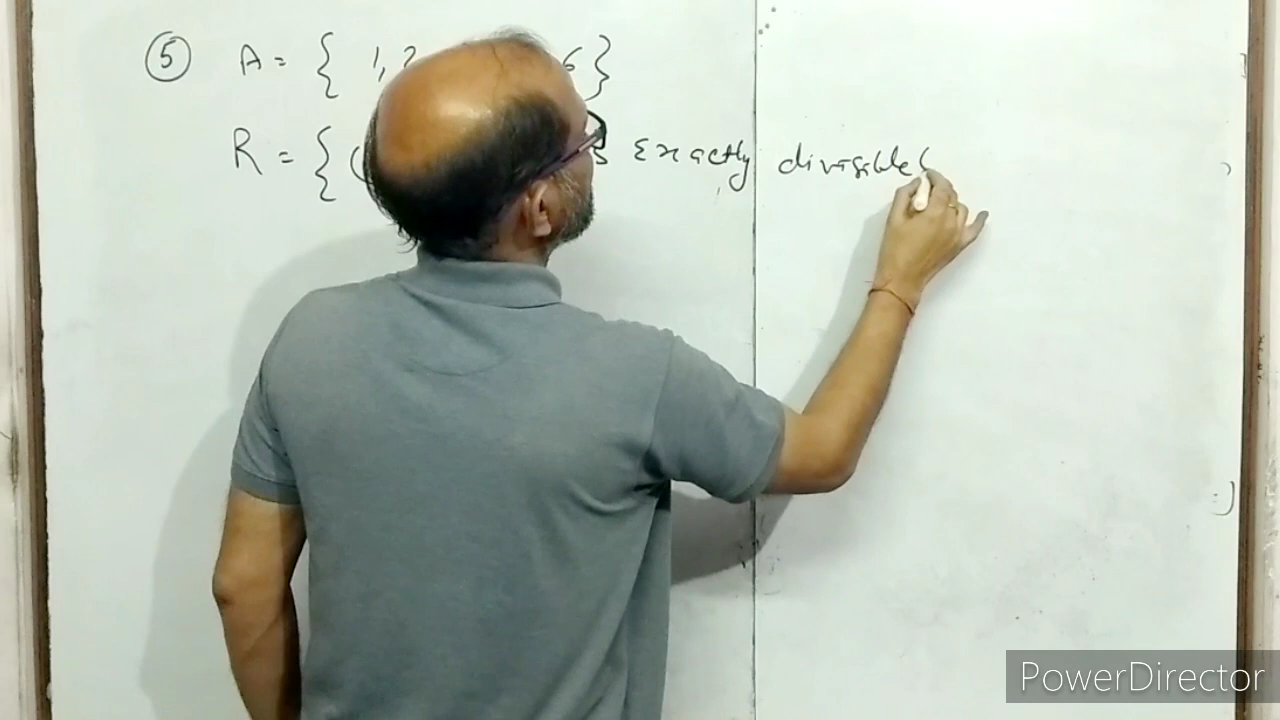 ⑤ A = { 1, 2 6 }
R = { ( s exactly divisible
PowerDirector